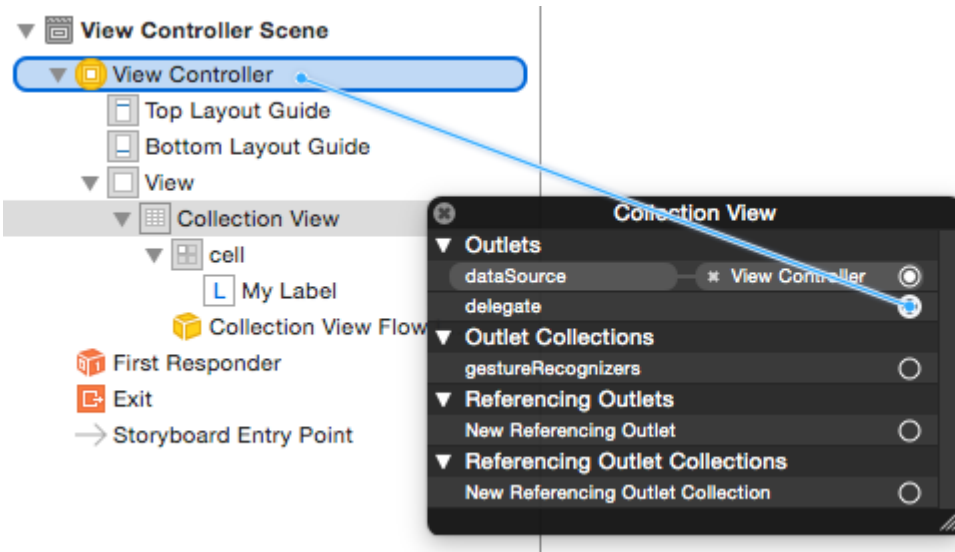 View Controller Scene
View Controller
Top Layout Guide
Bottom Layout Guide
View
Collection View
cell
L My Label
Collection View Flow
First Responder
Exit
Storyboard Entry Point
Collection View
Outlets
dataSource View Controller
delegate
Outlet Collections
gestureRecognizers
Referencing Outlets
New Referencing Outlet
Referencing Outlet Collections
New Referencing Outlet Collection